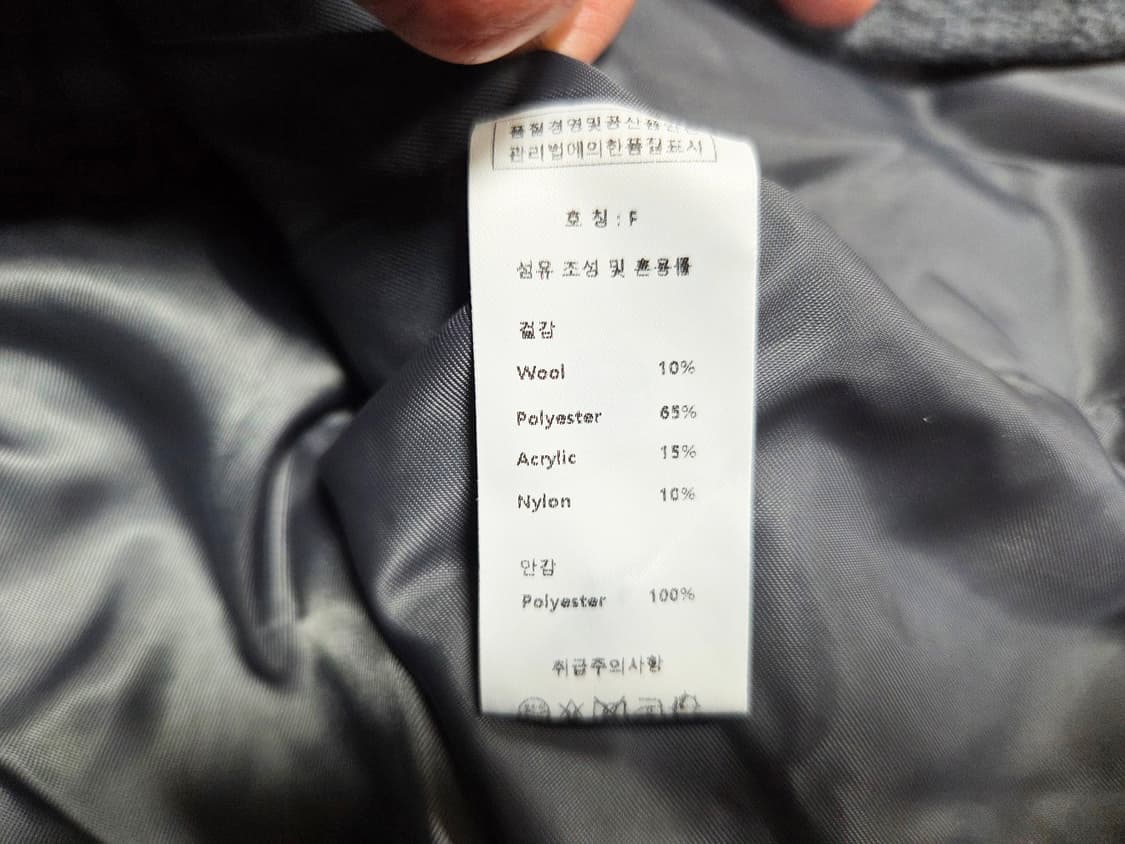 품질경영및공산품안전
관리법에의한품질표시
호 칭 : F
섬유 조성 및 혼용률
겉감
Wool 10%
Polyester 65%
Acrylic 15%
Nylon 10%
안감
Polyester 100%
취급주의사항